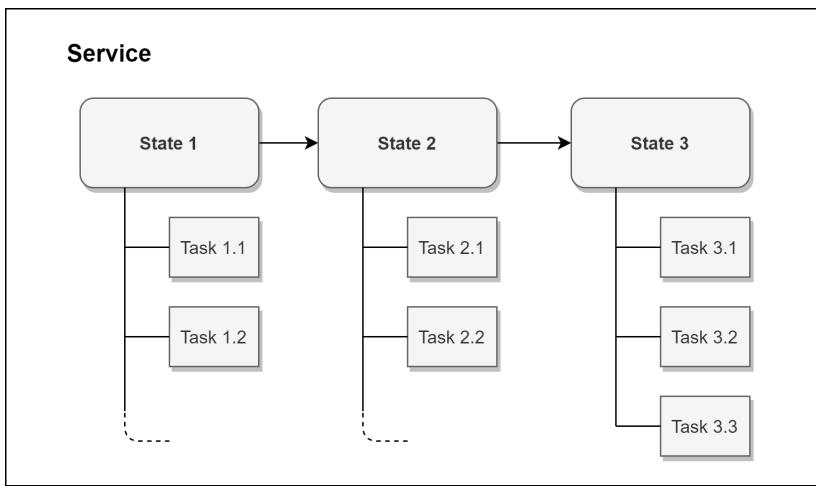 Service
State 1
State 2
State 3
Task 1.1
Task 2.1
Task 3.1
Task 1.2
Task 2.2
Task 3.2
Task 3.3